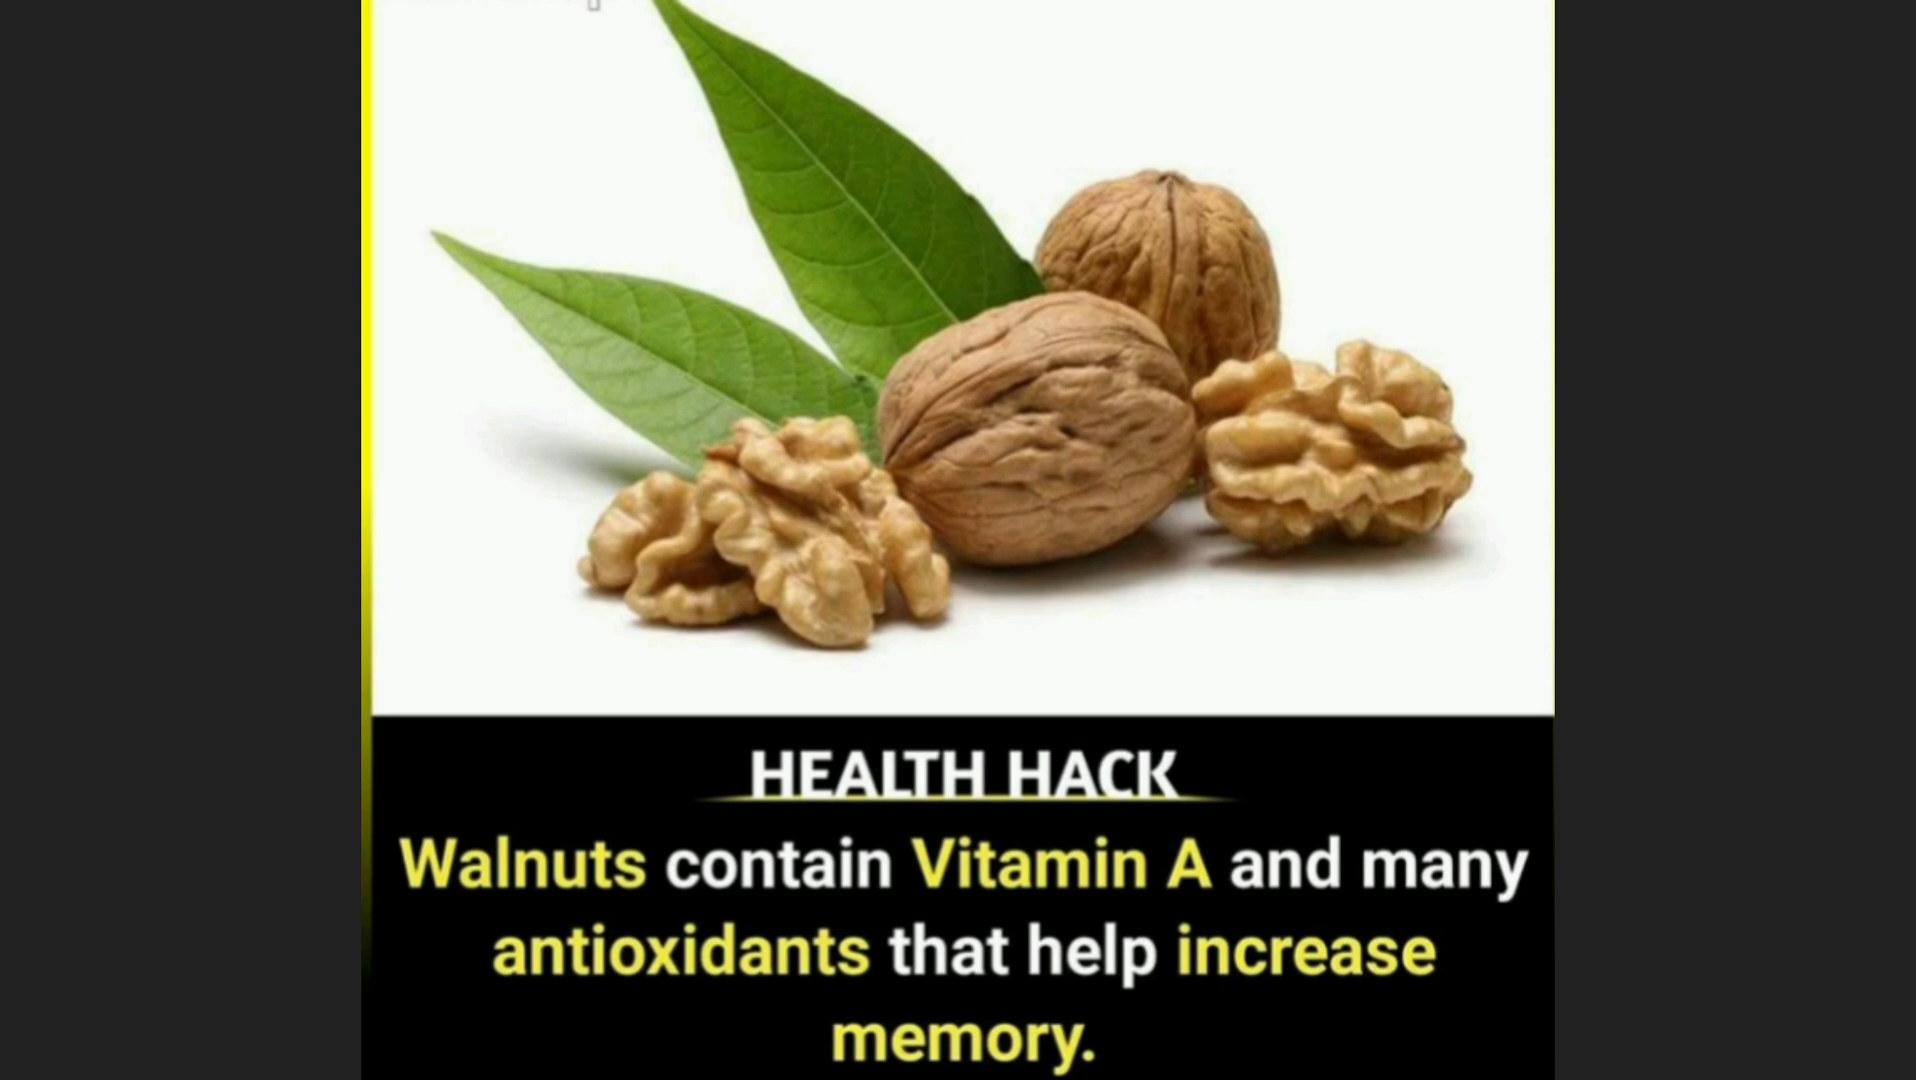 HEALTH HACK
Walnuts contain Vitamin A and many
antioxidants that help increase
memory.